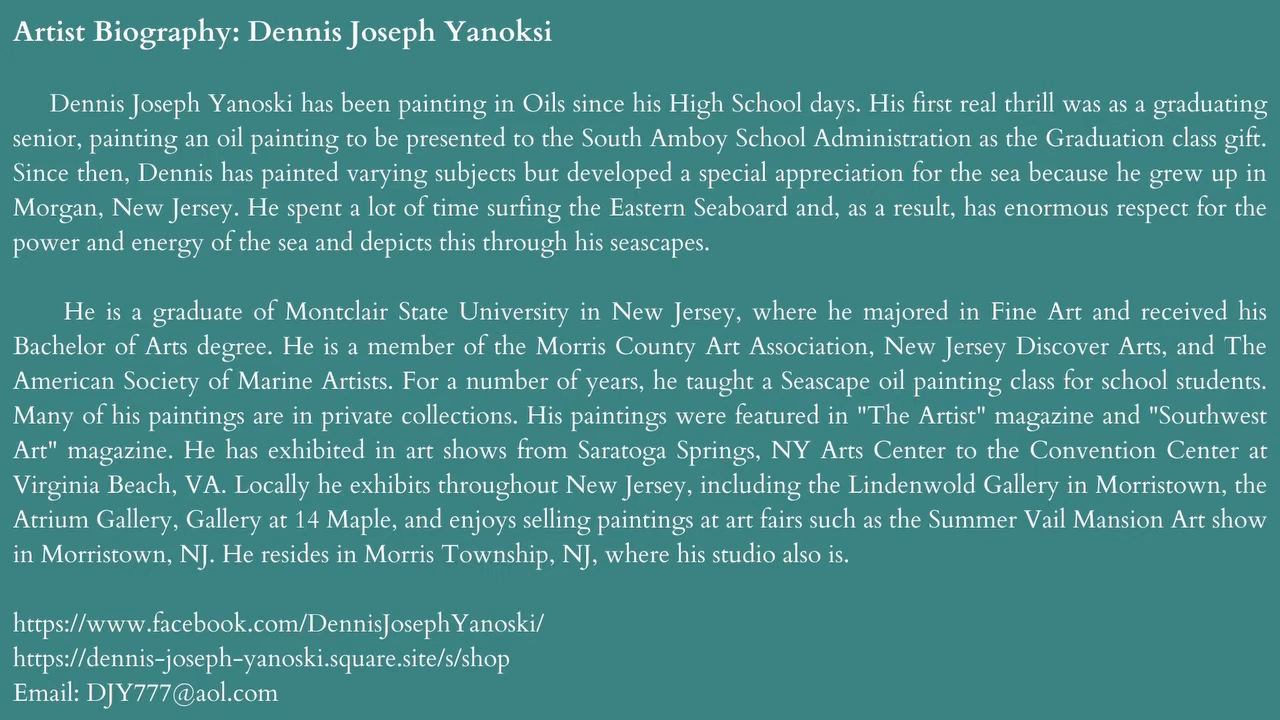 Artist Biography: Dennis Joseph Yanoksi
Dennis Joseph Yanoski has been painting in Oils since his High School days. His first real thrill was as a graduating
senior, painting an oil painting to be presented to the South Amboy School Administration as the Graduation class gift.
Since then, Dennis has painted varying subjects but developed a special appreciation for the sea because he grew up in
Morgan, New Jersey. He spent a lot of time surfing the Eastern Seaboard and, as a result, has enormous respect for the
power and energy of the sea and depicts this through his seascapes.
He is a graduate of Montclair State University in New Jersey, where he majored in Fine Art and received his
Bachelor of Arts degree. He is a member of the Morris County Art Association, New Jersey Discover Arts, and The
American Society of Marine Artists. For a number of years, he taught a Seascape oil painting class for school students.
Many of his paintings are in private collections. His paintings were featured in "The Artist" magazine and "Southwest
Art" magazine. He has exhibited in art shows from Saratoga Springs, NY Arts Center to the Convention Center at
Virginia Beach, VA. Locally he exhibits throughout New Jersey, including the Lindenwold Gallery in Morristown, the
Atrium Gallery, Gallery at 14 Maple, and enjoys selling paintings at art fairs such as the Summer Vail Mansion Art show
in Morristown, NJ. He resides in Morris Township, NJ, where his studio also is.
https://www.facebook.com/DennisJosephYanoski/
https://dennis-joseph-yanoski.square.site/s/shop
Email: DJY777@aol.com